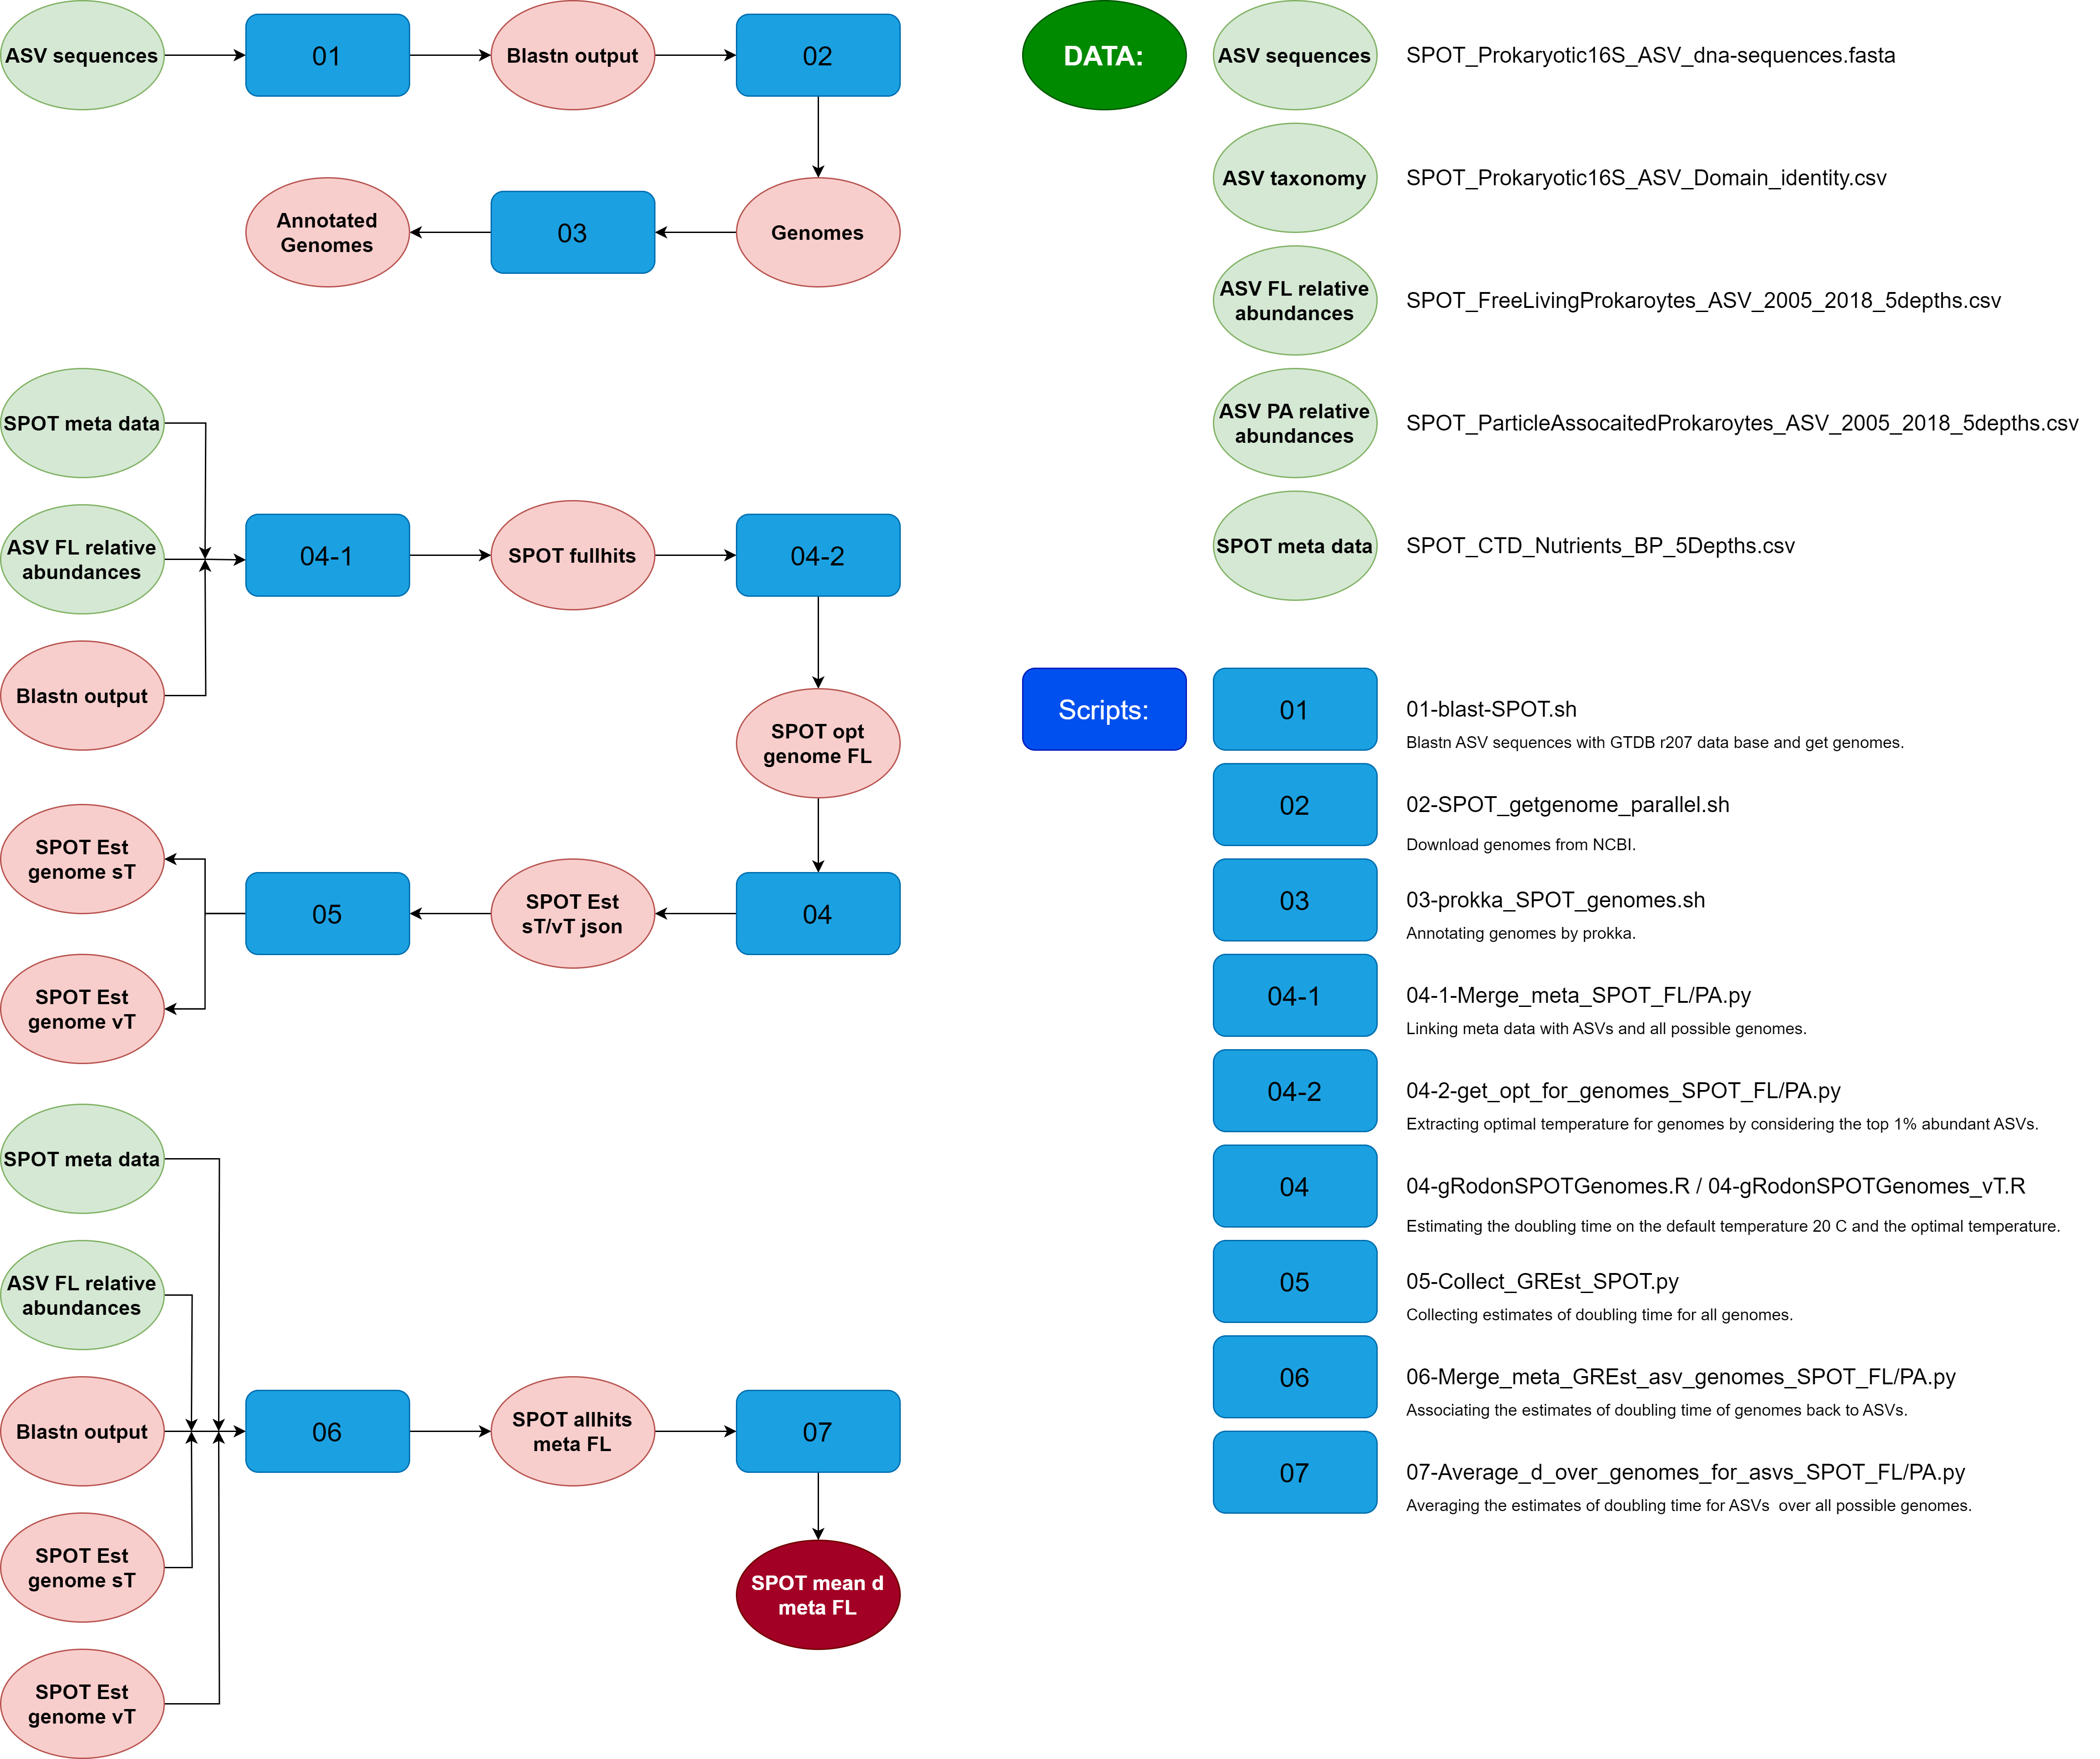 ASV sequences
01
Blastn output
02
Annotated
Genomes
03
Genomes
SPOT meta data
ASV FL relative
abundances
Blastn output
04-1
SPOT fullhits
04-2
SPOT opt
genome FL
SPOT Est
genome sT
SPOT Est
genome vT
05
SPOT Est
sT/vT json
04
SPOT meta data
ASV FL relative
abundances
Blastn output
SPOT Est
genome sT
SPOT Est
genome vT
06
SPOT allhits
meta FL
07
SPOT mean d
meta FL
DATA:
ASV sequences
SPOT_Prokaryotic16S_ASV_dna-sequences.fasta
ASV taxonomy
SPOT_Prokaryotic16S_ASV_Domain_identity.csv
ASV FL relative
abundances
SPOT_FreeLivingProkaroytes_ASV_2005_2018_5depths.csv
ASV PA relative
abundances
SPOT_ParticleAssocaitedProkaroytes_ASV_2005_2018_5depths.csv
SPOT meta data
SPOT_CTD_Nutrients_BP_5Depths.csv
Scripts:
01
01-blast-SPOT.sh
Blastn ASV sequences with GTDB r207 data base and get genomes.
02
02-SPOT_getgenome_parallel.sh
Download genomes from NCBI.
03
03-prokka_SPOT_genomes.sh
Annotating genomes by prokka.
04-1
04-1-Merge_meta_SPOT_FL/PA.py
Linking meta data with ASVs and all possible genomes.
04-2
04-2-get_opt_for_genomes_SPOT_FL/PA.py
Extracting optimal temperature for genomes by considering the top 1% abundant ASVs.
04
04-gRodonSPOTGenomes.R / 04-gRodonSPOTGenomes_vT.R
Estimating the doubling time on the default temperature 20 C and the optimal temperature.
05
05-Collect_GREst_SPOT.py
Collecting estimates of doubling time for all genomes.
06
06-Merge_meta_GREst_asv_genomes_SPOT_FL/PA.py
Associating the estimates of doubling time of genomes back to ASVs.
07
07-Average_d_over_genomes_for_asvs_SPOT_FL/PA.py
Averaging the estimates of doubling time for ASVs  over all possible genomes.